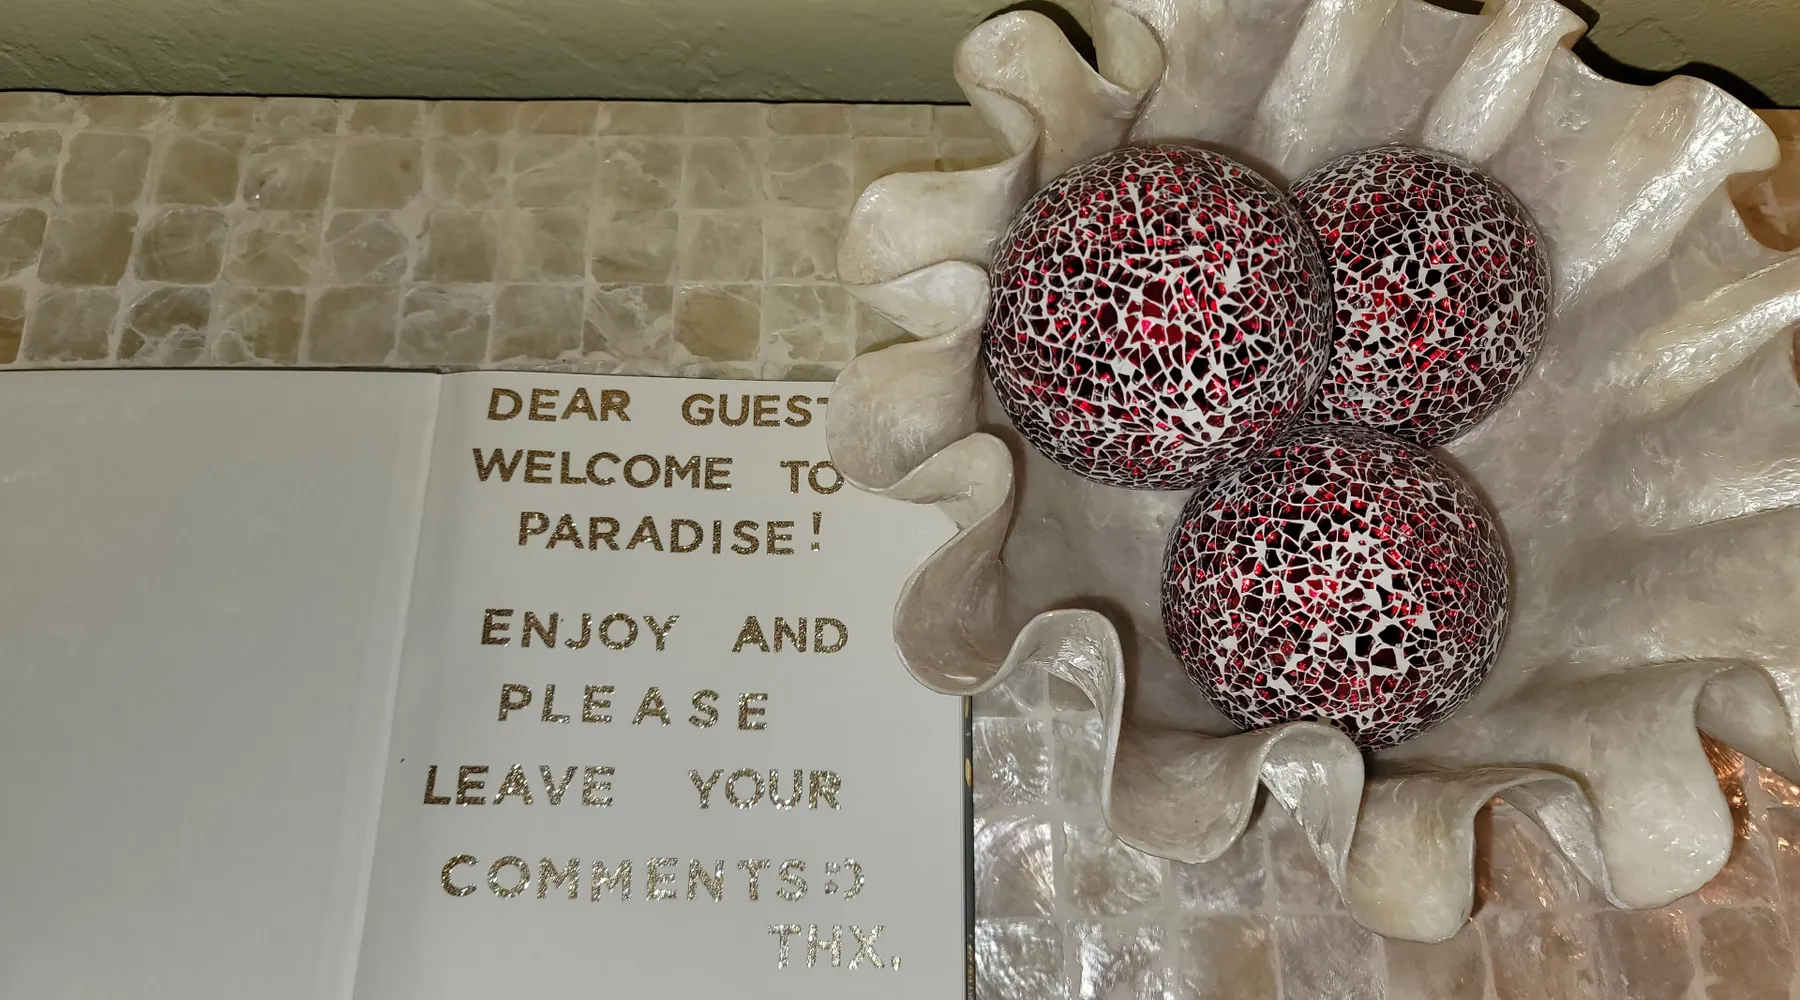 DEAR GUEST
WELCOME TO
PARADISE!
ENJOY AND
PLEASE
LEAVE YOUR
COMMENTS:)
THX.